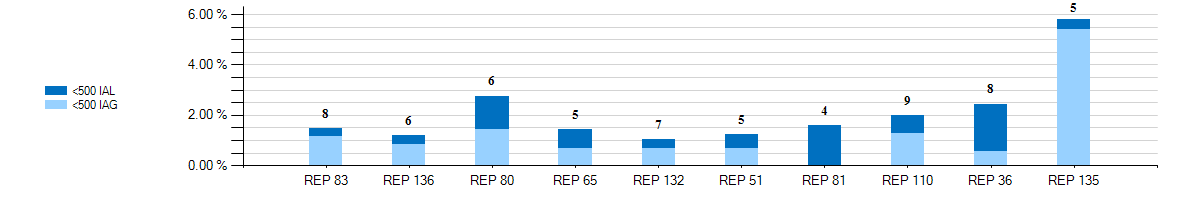 6.00 %
4.00 %
2.00 %
0.00 %
<500 IAL
<500 IAG
8 6 6 5 7 5 4 9 8 5
REP 83 REP 136 REP 80 REP 65 REP 132 REP 51 REP 81 REP 110 REP 36 REP 135